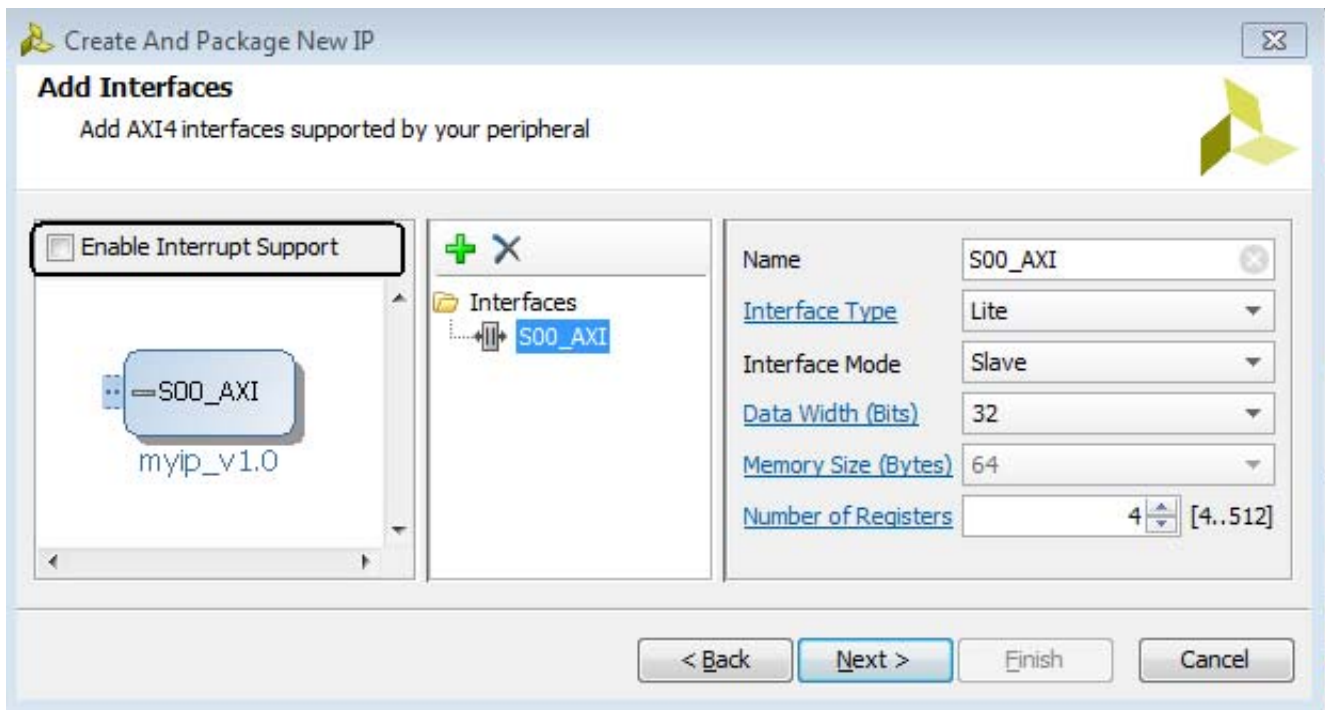 Create And Package New IP
Add Interfaces
Add AXI4 interfaces supported by your peripheral
Enable Interrupt Support
S00_AXI
myip_v1.0
Interfaces
S00_AXI
Name S00_AXI
Interface Type Lite
Interface Mode Slave
Data Width (Bits) 32
Memory Size (Bytes) 64
Number of Registers 4 [4..512]
< Back Next > Finish Cancel